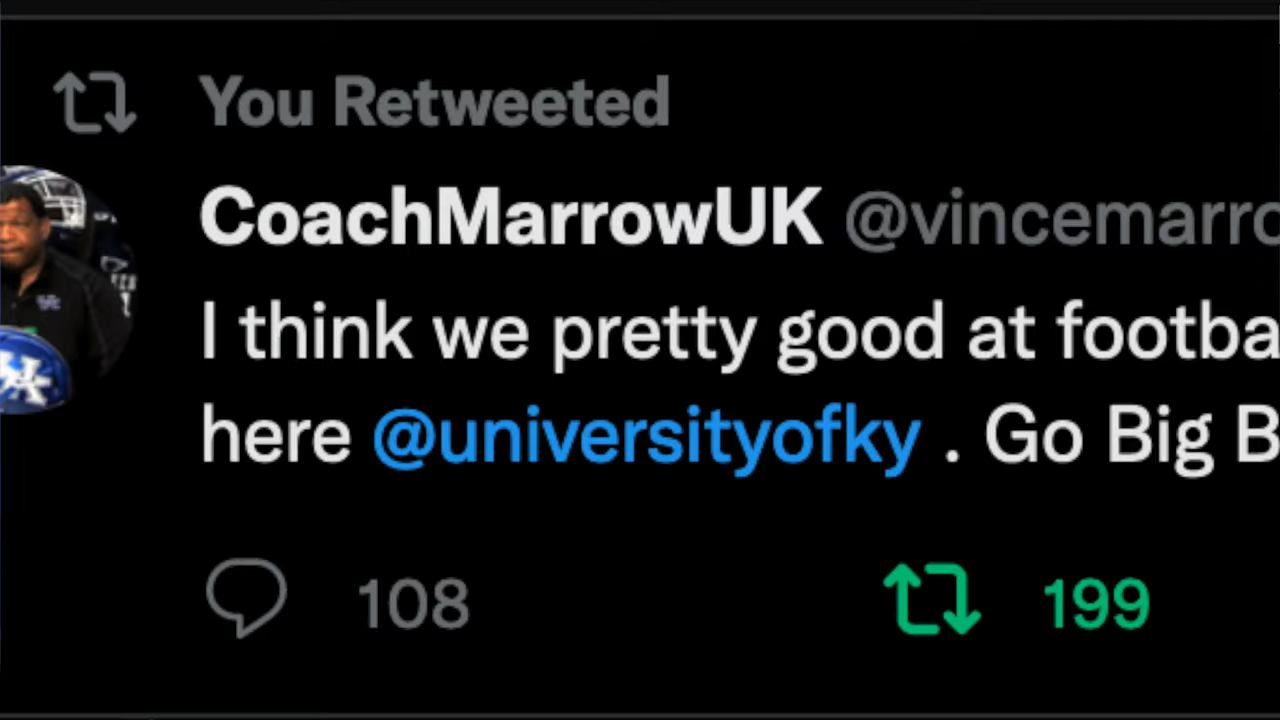 You Retweeted
CoachMarrowUK @vincemarro
I think we pretty good at footba
here @universityofky . Go Big B
108 199